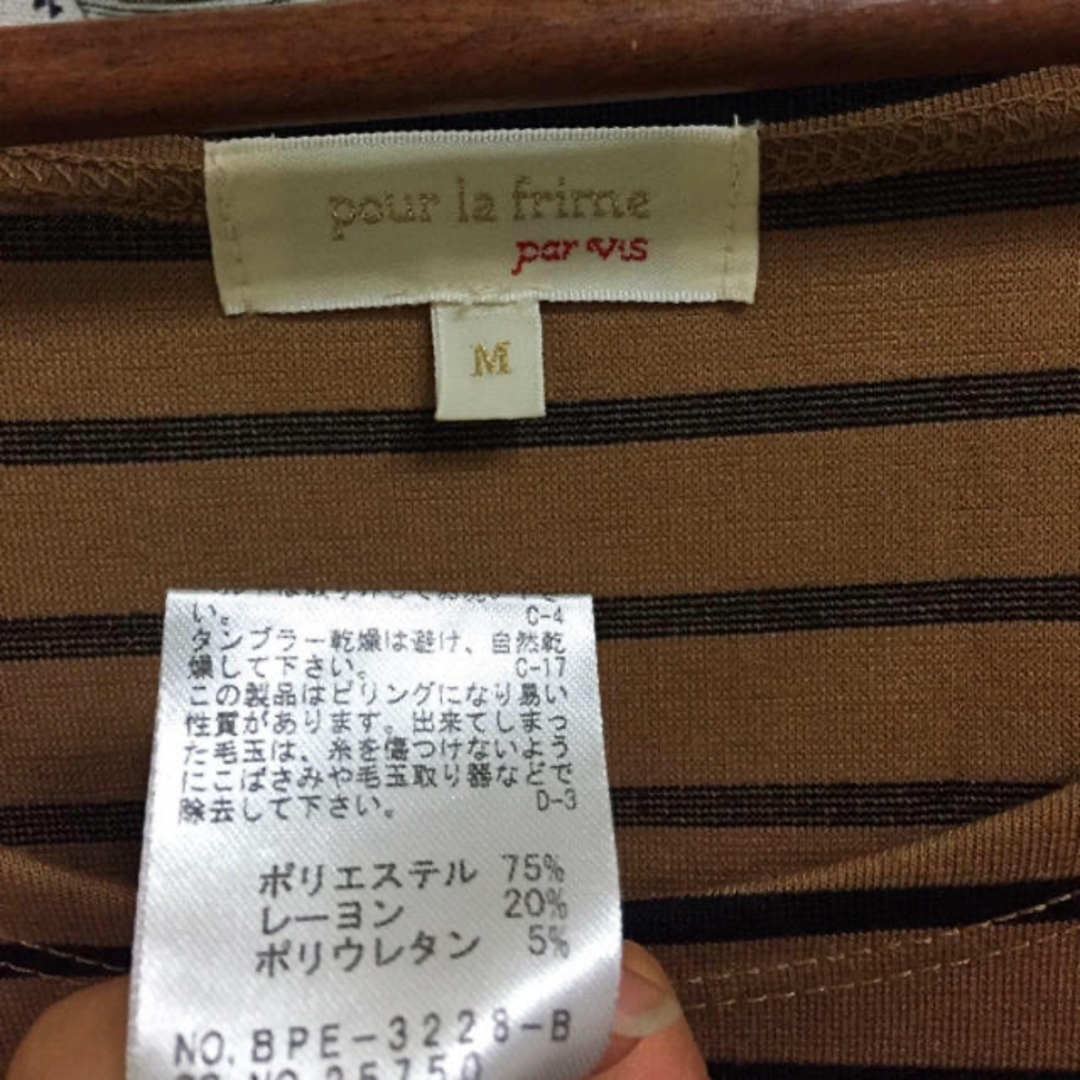 pour la frime
par vis
M
い。 C-4
タンブラー乾燥は避け、自然乾
燥して下さい。 C-17
この製品はピリングになり易い
性質があります。出来てしまっ
た毛玉は、糸を傷つけないよう
にこばさみや毛玉取り器などで
除去して下さい。 D-3
ポリエステル 75%
レーヨン 20%
ポリウレタン 5%
NO.BPE-3228-B